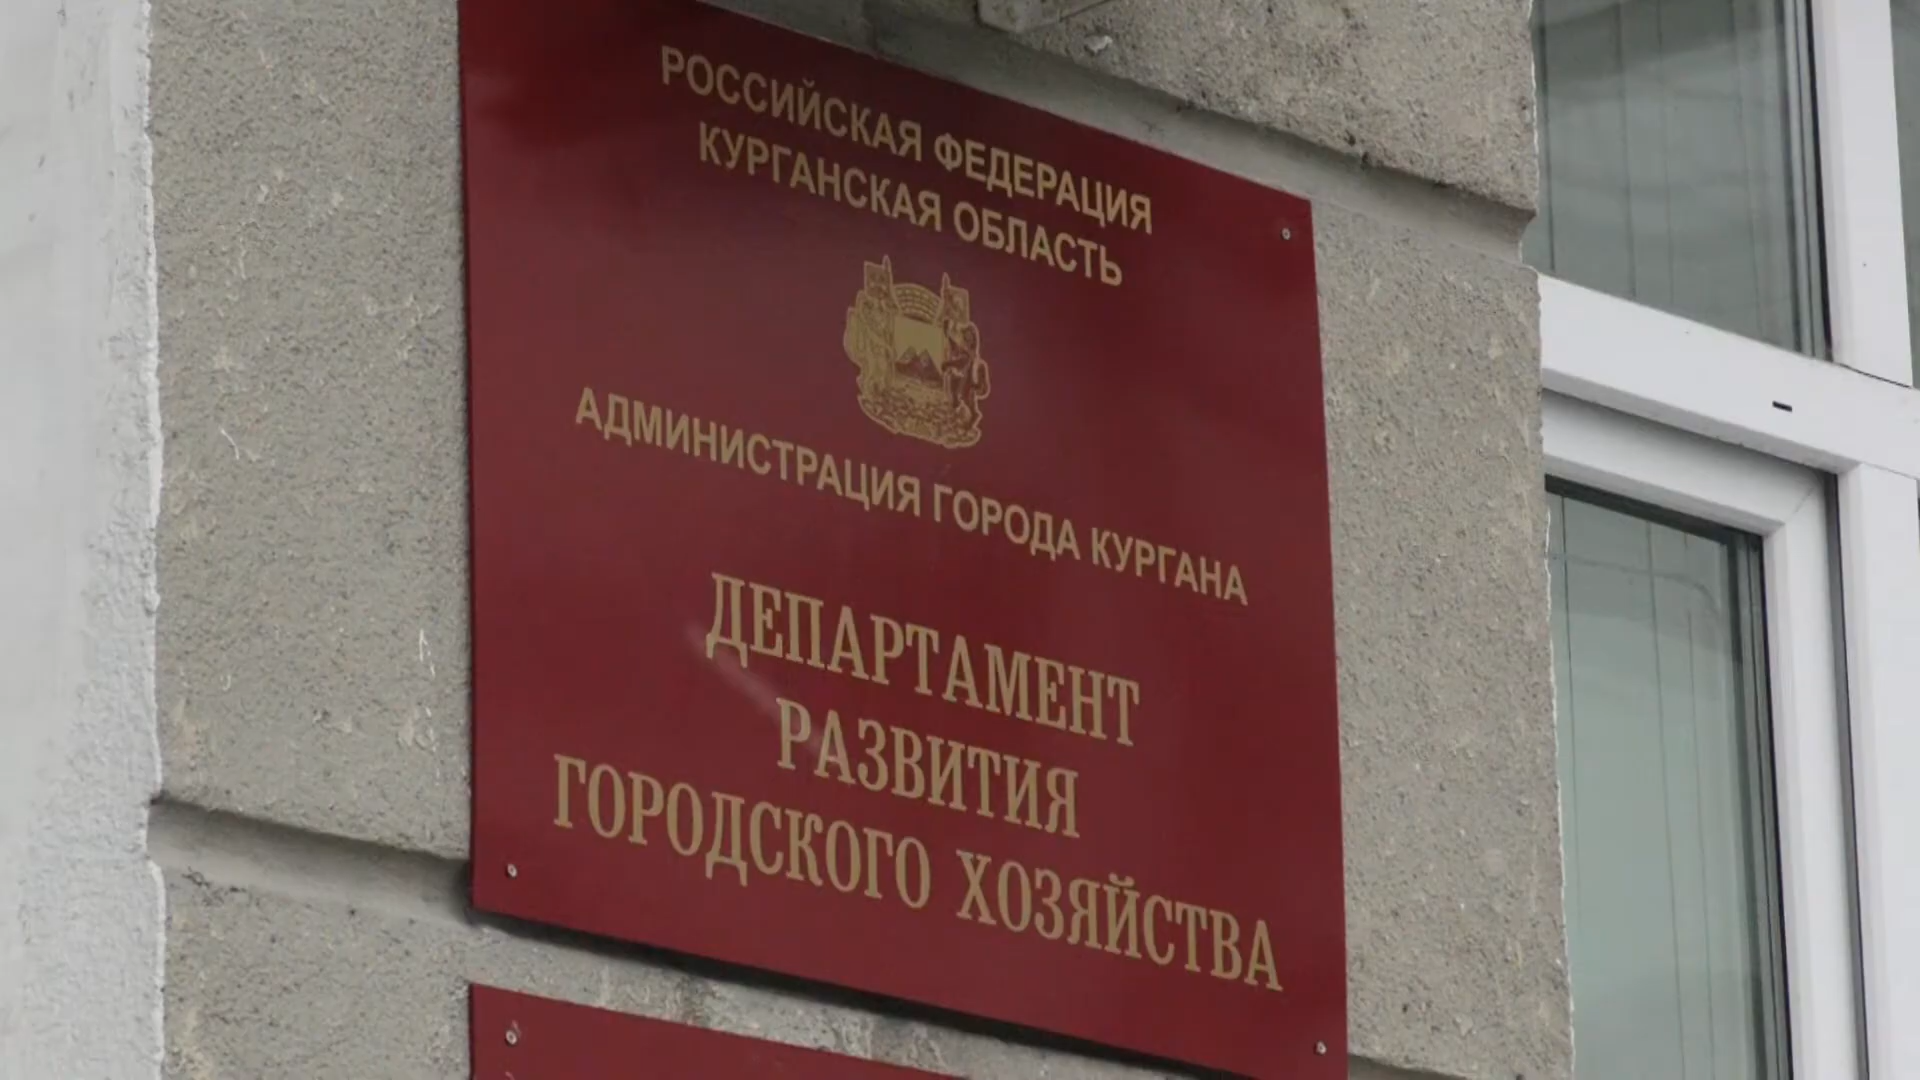 РОССИЙСКАЯ ФЕДЕРАЦИЯ
КУРГАНСКАЯ ОБЛАСТЬ
АДМИНИСТРАЦИЯ ГОРОДА КУРГАНА
ДЕПАРТАМЕНТ
РАЗВИТИЯ
ГОРОДСКОГО ХОЗЯЙСТВА